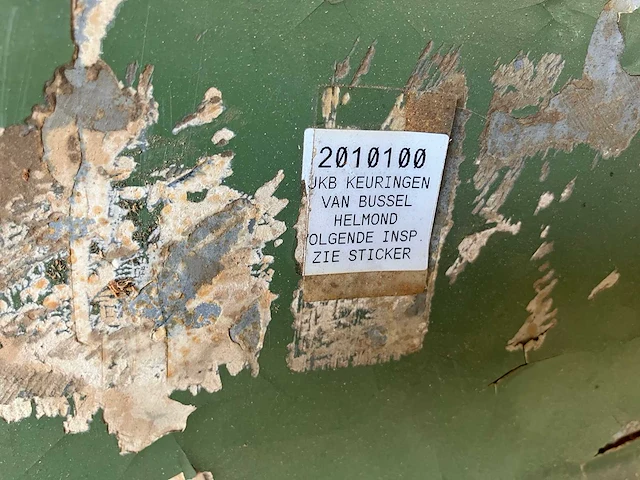 2010100
JKB KEURINGEN
VAN BUSSEL
HELMOND
OLGENDE INSP.
ZIE STICKER